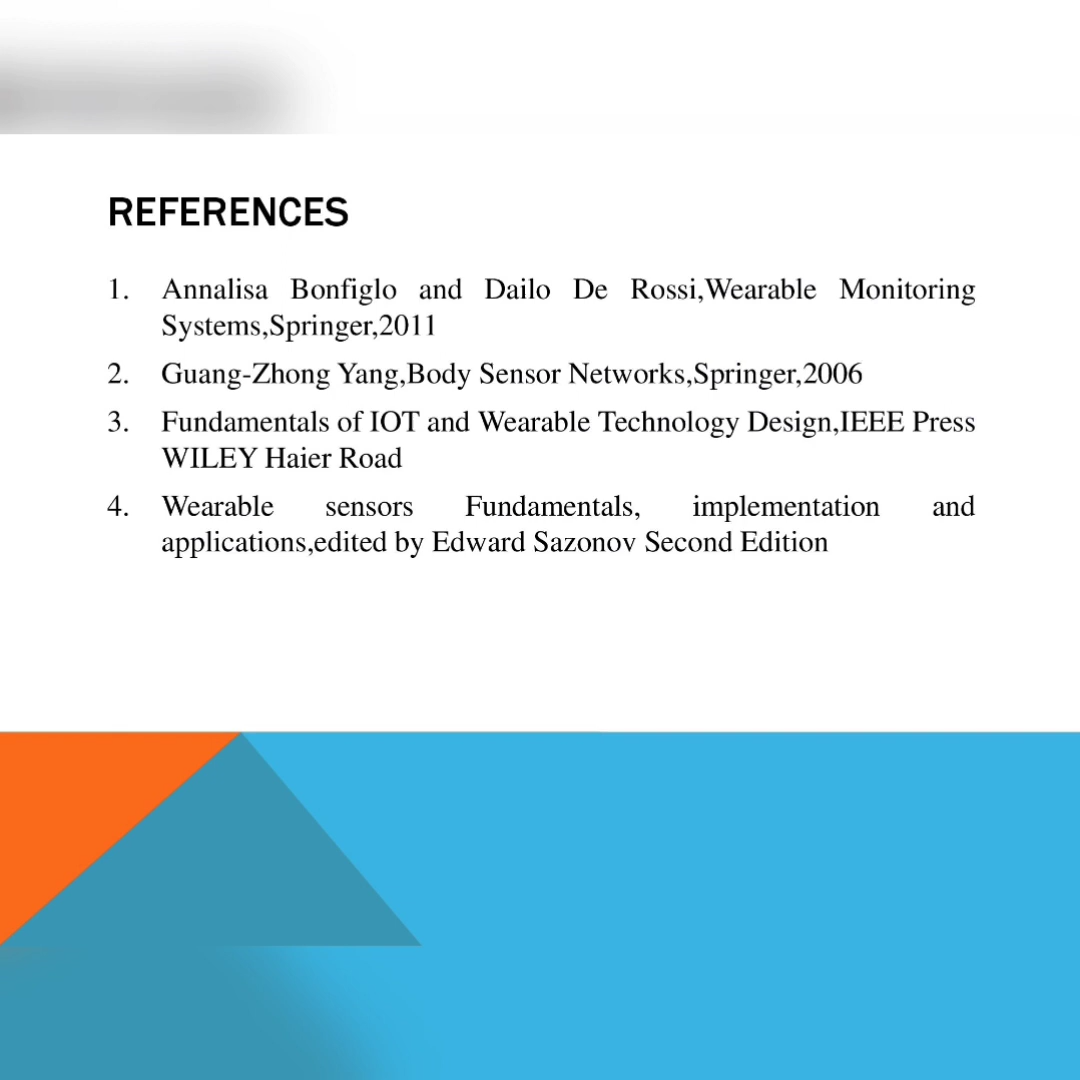 REFERENCES
1. Annalisa Bonfiglo and Dailo De Rossi,Wearable Monitoring
Systems,Springer,2011
2. Guang-Zhong Yang,Body Sensor Networks,Springer,2006
3. Fundamentals of IOT and Wearable Technology Design,IEEE Press
WILEY Haier Road
4. Wearable sensors Fundamentals, implementation and
applications,edited by Edward Sazonov Second Edition